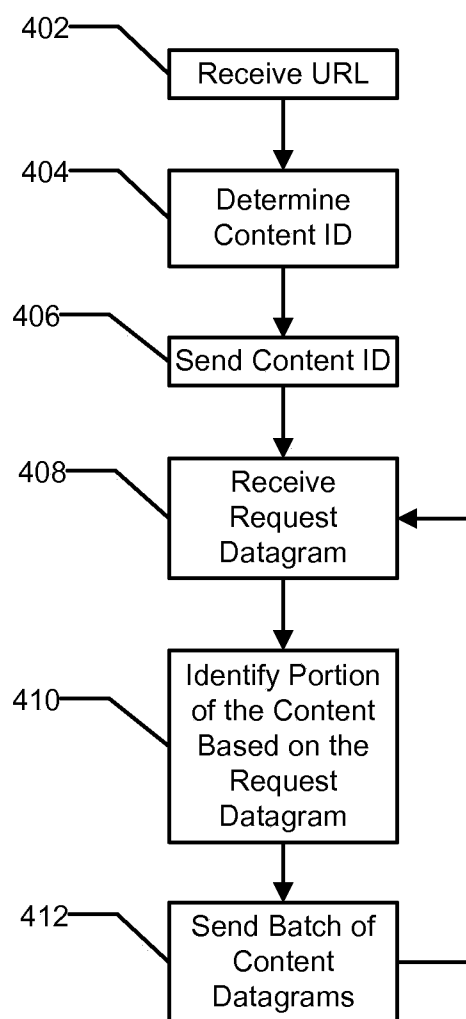 402
Receive URL
404
Determine
Content ID
406
Send Content ID
408
Receive
Request
Datagram
410
Identify Portion
of the Content
Based on the
Request
Datagram
412
Send Batch of
Content
Datagrams